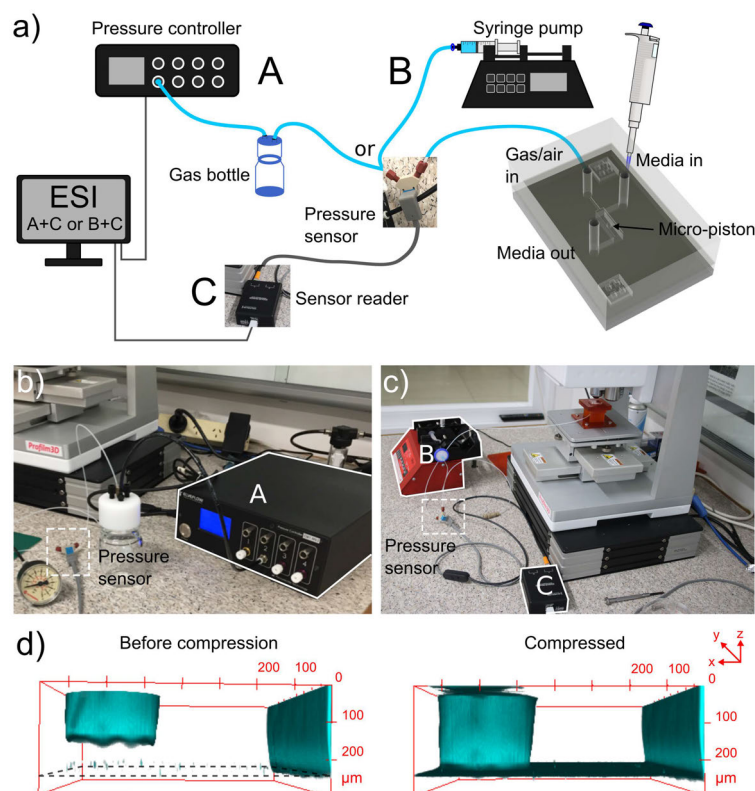 a)
Pressure controller
Syringe pump
A
B
or
Gas bottle
Gas/air
in
Media in
ESI
A+C or B+C
Pressure
sensor
Micro-piston
Media out
C
Sensor reader
b)
Profilm3D
A
Pressure
sensor
c)
B
Pressure
sensor
C
d)
Before compression
200
100
0
100
200
µm
Compressed
y
z
x
200
100
0
100
200
µm